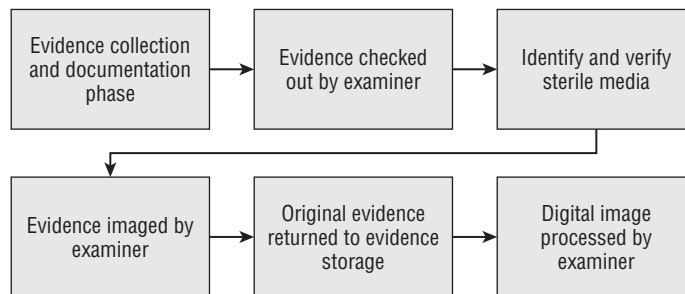 Evidence collection
and documentation
phase
Evidence checked
out by examiner
Identify and verify
sterile media
Evidence imaged by
examiner
Original evidence
returned to evidence
storage
Digital image
processed by
examiner